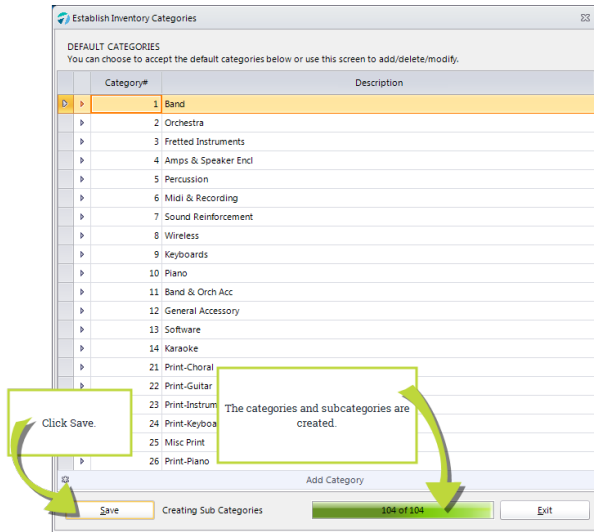 Establish Inventory Categories
DEFAULT CATEGORIES
You can choose to accept the default categories below or use this screen to add/delete/modify.
Category# Description
1 Band
2 Orchestra
3 Fretted Instruments
4 Amps & Speaker Encl
5 Percussion
6 Midi & Recording
7 Sound Reinforcement
8 Wireless
9 Keyboards
10 Piano
11 Band & Orch Acc
12 General Accessory
13 Software
14 Karaoke
21 Print-Choral
22 Print-Guitar
23 Print-Instrum
24 Print-Keyboa
25 Misc Print
26 Print-Piano
Click Save.
The categories and subcategories are
created.
Add Category
Save Creating Sub Categories 104 of 104 Exit